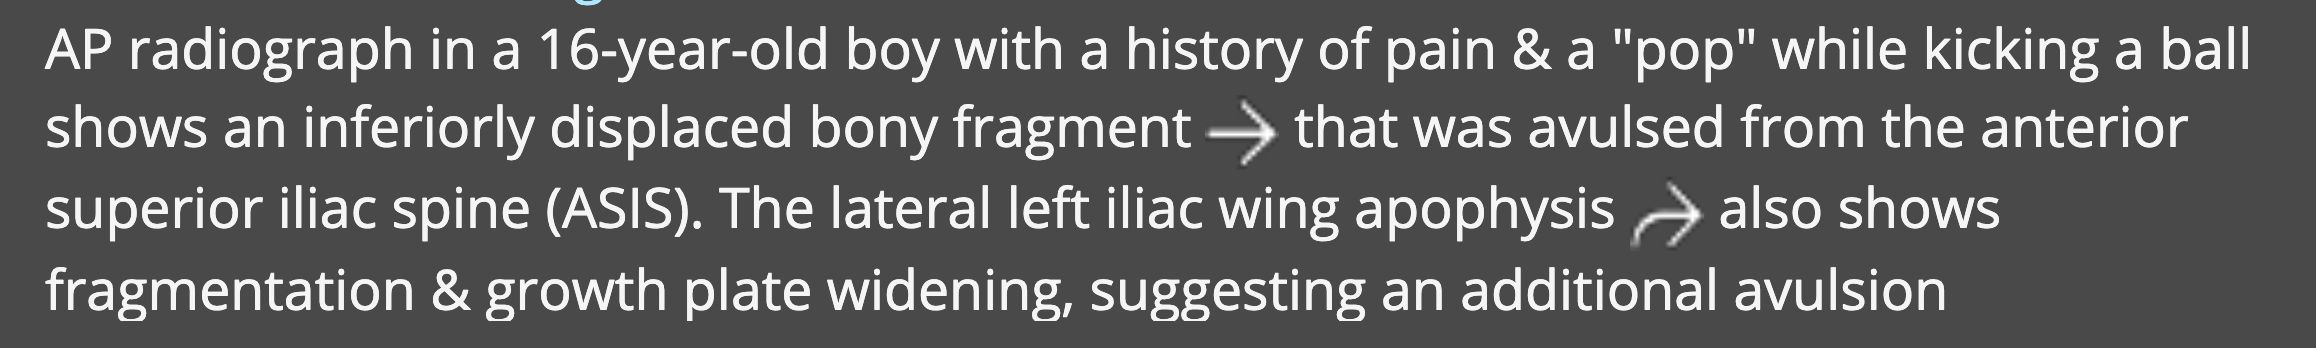 AP radiograph in a 16-year-old boy with a history of pain & a "pop" while kicking a ball
shows an inferiorly displaced bony fragment → that was avulsed from the anterior
superior iliac spine (ASIS). The lateral left iliac wing apophysis ↷ also shows
fragmentation & growth plate widening, suggesting an additional avulsion